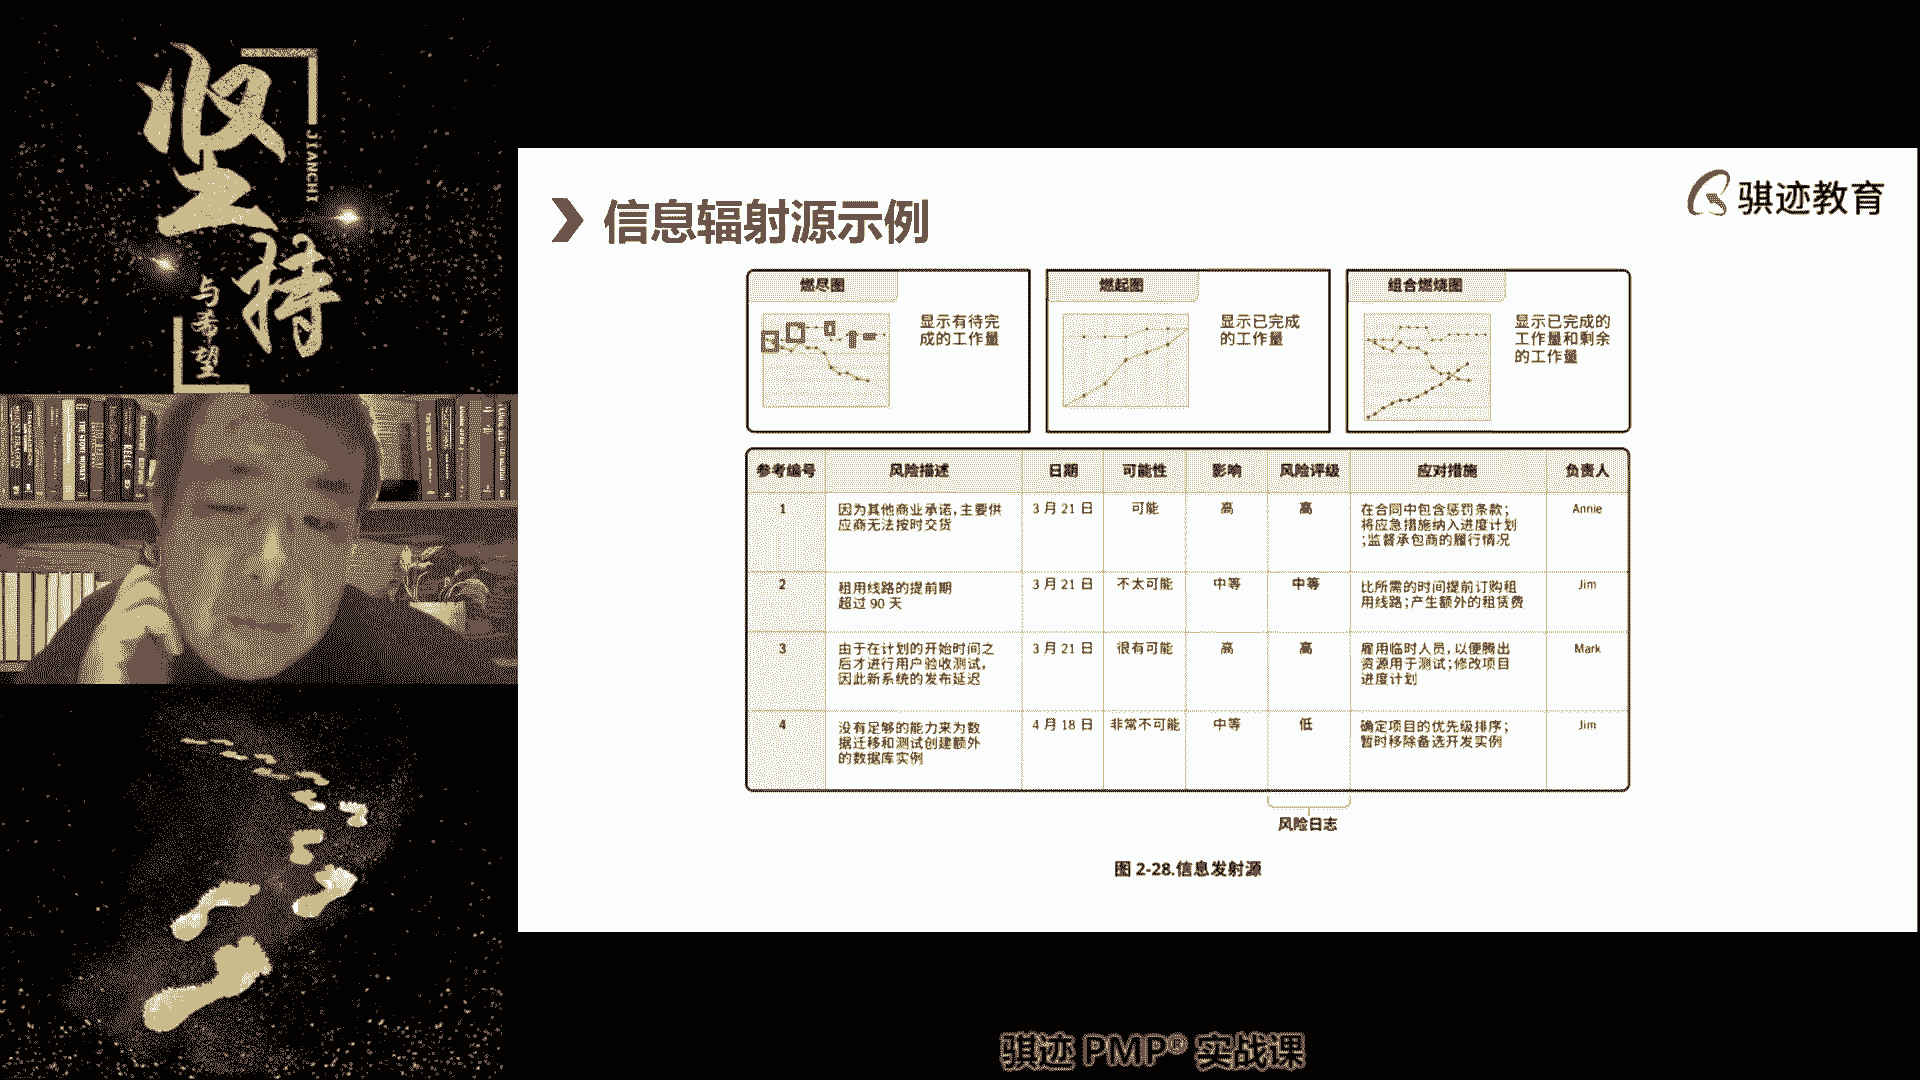 坚持
JIANCHI
与希望
信息辐射源示例
骐迹教育
燃尽图
显示有待完
成的工作量
燃起图
显示已完成
的工作量
组合燃烧图
显示已完成的
工作量和剩余
的工作量
参考编号 风险描述 日期 可能性 影响 风险评级 应对措施 负责人
1 因为其他商业承诺,主要供 3 月 21 日 可能 高 高 在合同中包含惩罚条款; Annie
应商无法按时交货 将应急措施纳入进度计划
;监督承包商的履行情况
2 租用线路的提前期 3 月 21 日 不太可能 中等 中等 比所需的时间提前订购租 Jim
超过 90 天 用线路;产生额外的租赁费
3 由于在计划的开始时间之 3 月 21 日 很有可能 高 高 雇用临时人员,以便腾出 Mark
后才进行用户验收测试, 资源用于测试;修改项目
因此新系统的发布延迟 进度计划
4 没有足够的能力来为数 4 月 18 日 非常不可能 中等 低 确定项目的优先级排序; Jim
据迁移和测试创建额外 暂时移除备选开发实例
的数据库实例
风险日志
图 2-28.信息发射源
骐迹 PMP® 实战课